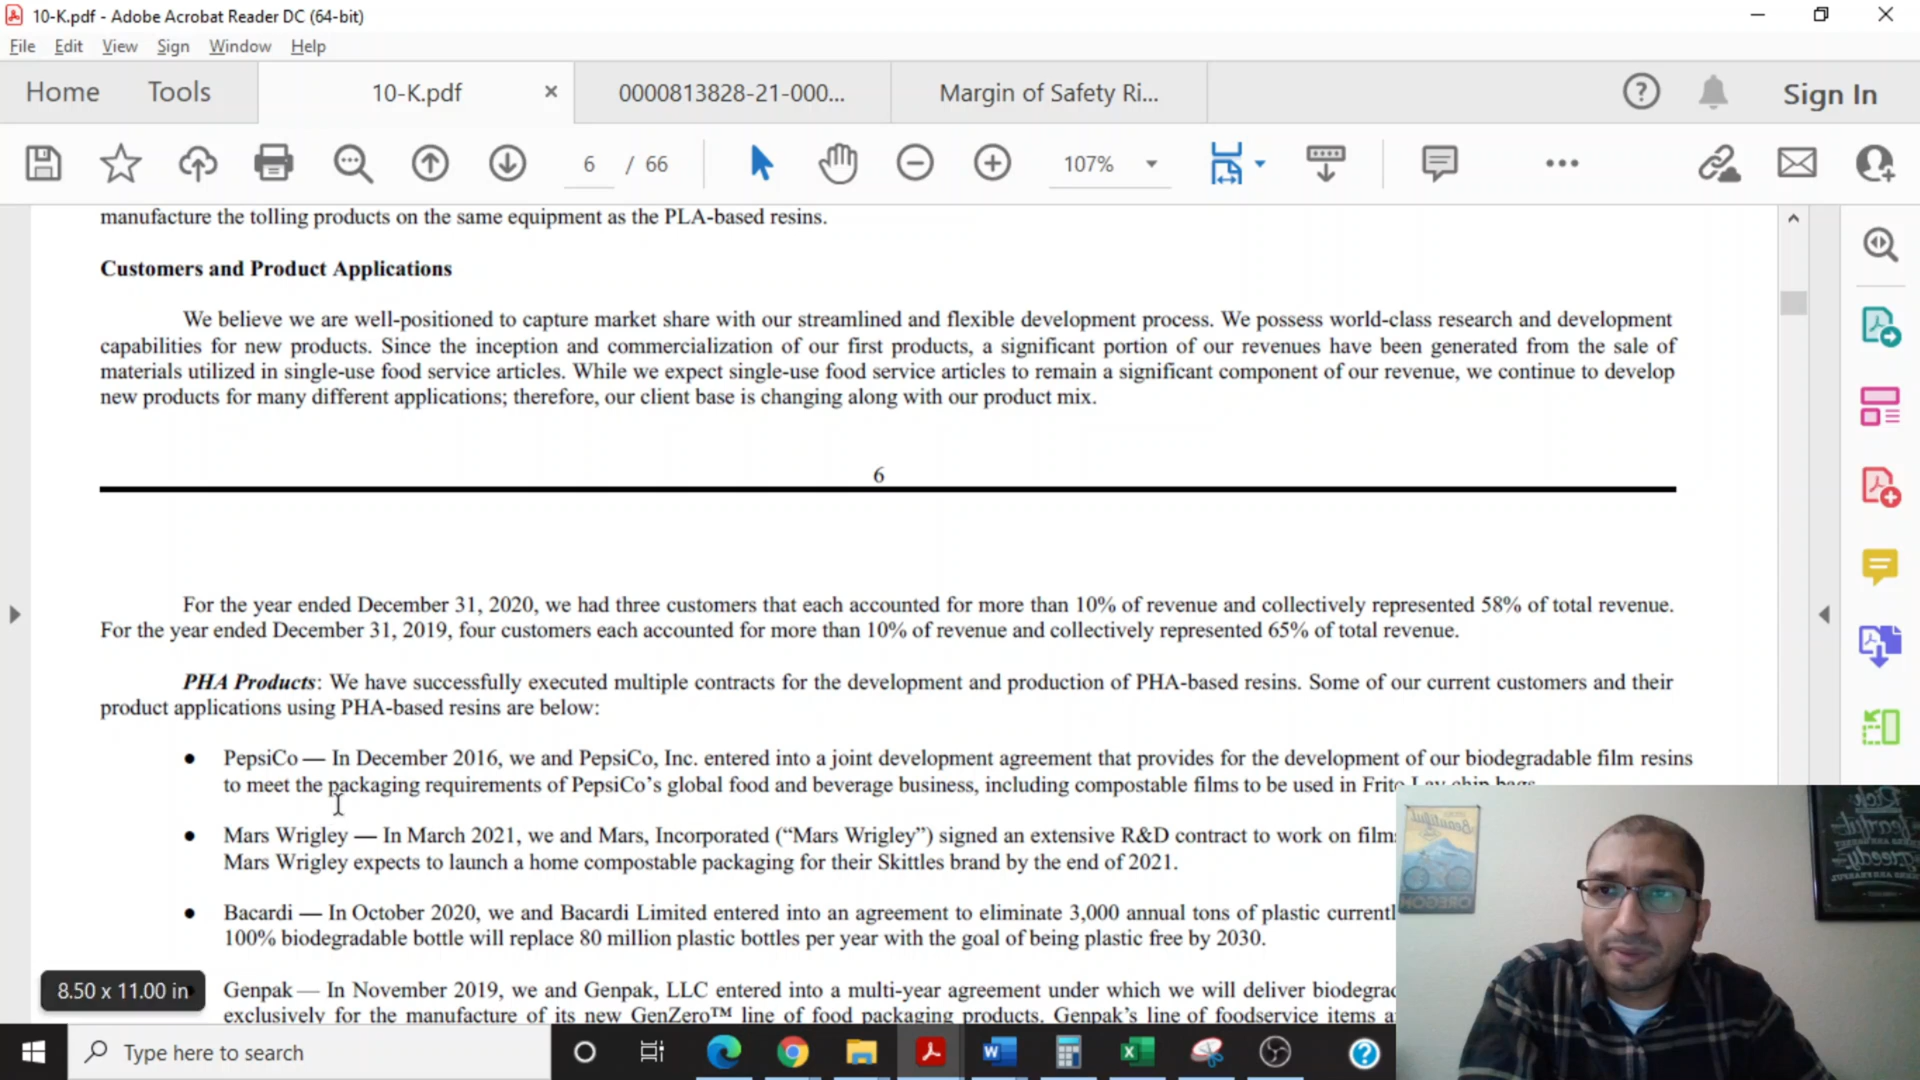 10-K.pdf - Adobe Acrobat Reader DC (64-bit)
File Edit View Sign Window Help
Home Tools 10-K.pdf 0000813828-21-000... Margin of Safety Ri... Sign In
6 / 66 107%
manufacture the tolling products on the same equipment as the PLA-based resins.
Customers and Product Applications
We believe we are well-positioned to capture market share with our streamlined and flexible development process. We possess world-class research and development
capabilities for new products. Since the inception and commercialization of our first products, a significant portion of our revenues have been generated from the sale of
materials utilized in single-use food service articles. While we expect single-use food service articles to remain a significant component of our revenue, we continue to develop
new products for many different applications; therefore, our client base is changing along with our product mix.
6
For the year ended December 31, 2020, we had three customers that each accounted for more than 10% of revenue and collectively represented 58% of total revenue.
For the year ended December 31, 2019, four customers each accounted for more than 10% of revenue and collectively represented 65% of total revenue.
PHA Products: We have successfully executed multiple contracts for the development and production of PHA-based resins. Some of our current customers and their
product applications using PHA-based resins are below:
● PepsiCo — In December 2016, we and PepsiCo, Inc. entered into a joint development agreement that provides for the development of our biodegradable film resins
to meet the packaging requirements of PepsiCo's global food and beverage business, including compostable films to be used in Frito-Lay chip bags.
● Mars Wrigley — In March 2021, we and Mars, Incorporated (“Mars Wrigley”) signed an extensive R&D contract to work on films
Mars Wrigley expects to launch a home compostable packaging for their Skittles brand by the end of 2021.
● Bacardi — In October 2020, we and Bacardi Limited entered into an agreement to eliminate 3,000 annual tons of plastic currentl
100% biodegradable bottle will replace 80 million plastic bottles per year with the goal of being plastic free by 2030.
Genpak — In November 2019, we and Genpak, LLC entered into a multi-year agreement under which we will deliver biodegrad
exclusively for the manufacture of its new GenZero™ line of food packaging products. Genpak's line of foodservice items a
8.50 x 11.00 in
Type here to search
Beautiful
OREGON